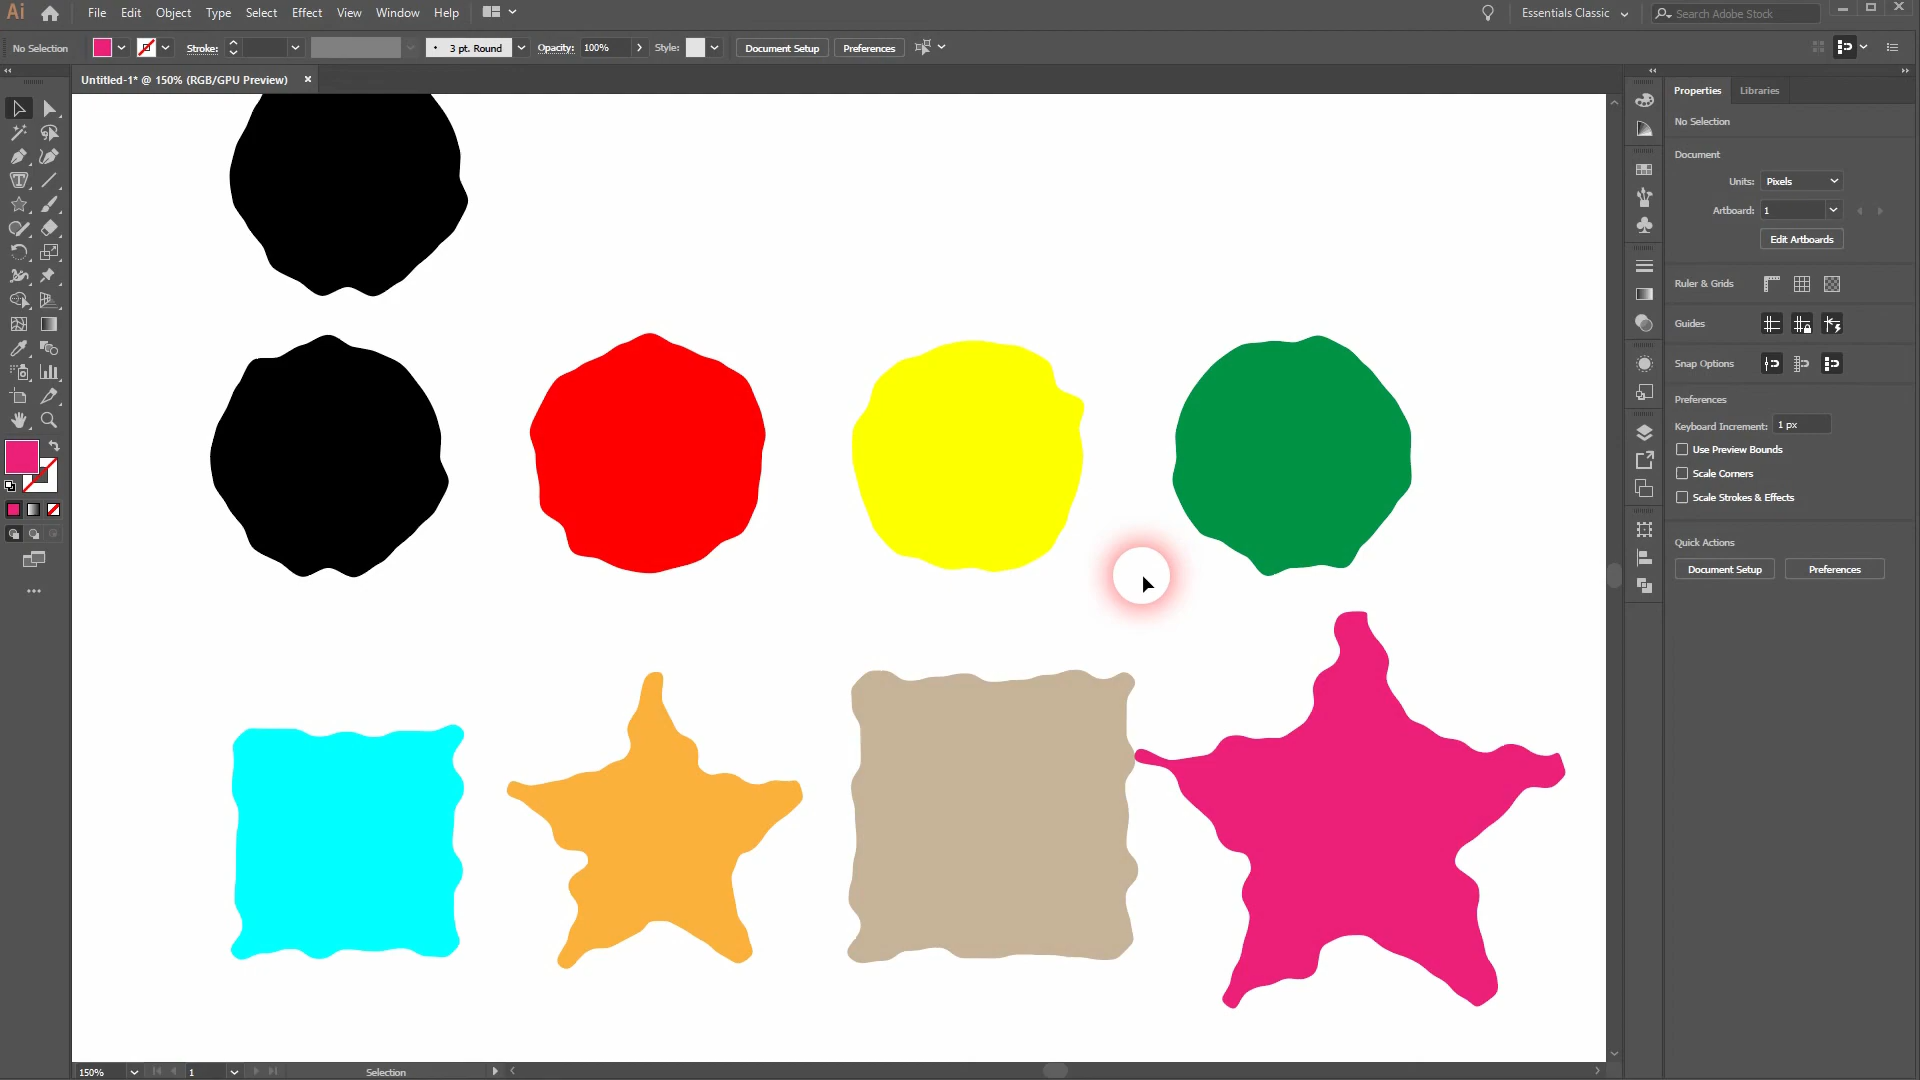 Ai File Edit Object Type Select Effect View Window Help Essentials Classic Search Adobe Stock
No Selection Stroke: 3 pt. Round Opacity: 100% Style: Document Setup Preferences
Untitled-1* @ 150% (RGB/GPU Preview) ×
Properties Libraries
No Selection
Document
Units: Pixels
Artboard: 1
Edit Artboards
Ruler & Grids
Guides
Snap Options
Preferences
Keyboard Increment: 1 px
Use Preview Bounds
Scale Corners
Scale Strokes & Effects
Quick Actions
Document Setup Preferences
150% 1 Selection